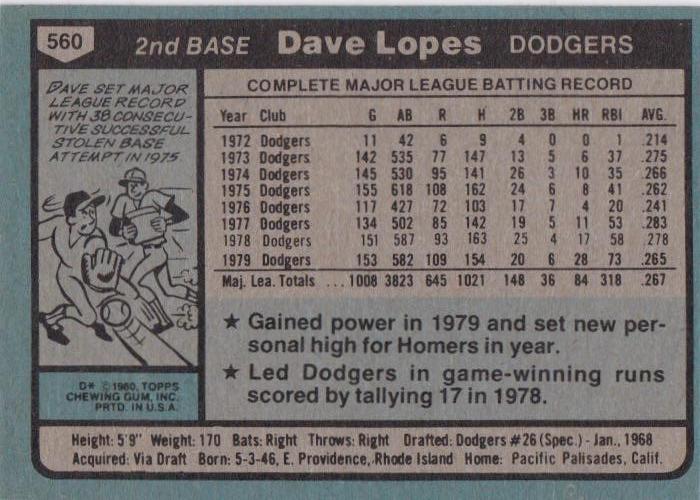 560 2nd BASE Dave Lopes DODGERS
DAVE SET MAJOR
LEAGUE RECORD
WITH 38 CONSECU-
TIVE SUCCESSFUL
STOLEN BASE
ATTEMPT IN 1975
D* © 1980, TOPPS
CHEWING GUM, INC.
PRTD. IN U.S.A.
COMPLETE MAJOR LEAGUE BATTING RECORD
Year Club G AB R H 2B 3B HR RBI AVG.
1972 Dodgers 11 42 6 9 4 0 0 1 .214
1973 Dodgers 142 535 77 147 13 5 6 37 .275
1974 Dodgers 145 530 95 141 26 3 10 35 .266
1975 Dodgers 155 618 108 162 24 6 8 41 .262
1976 Dodgers 117 427 72 103 17 7 4 20 .241
1977 Dodgers 134 502 85 142 19 5 11 53 .283
1978 Dodgers 151 587 93 163 25 4 17 58 .278
1979 Dodgers 153 582 109 154 20 6 28 73 .265
Maj. Lea. Totals ... 1008 3823 645 1021 148 36 84 318 .267
★ Gained power in 1979 and set new per-
sonal high for Homers in year.
★ Led Dodgers in game-winning runs
scored by tallying 17 in 1978.
Height: 5'9" Weight: 170 Bats: Right Throws: Right Drafted: Dodgers #26 (Spec.) - Jan., 1968
Acquired: Via Draft Born: 5-3-46, E. Providence, Rhode Island Home: Pacific Palisades, Calif.